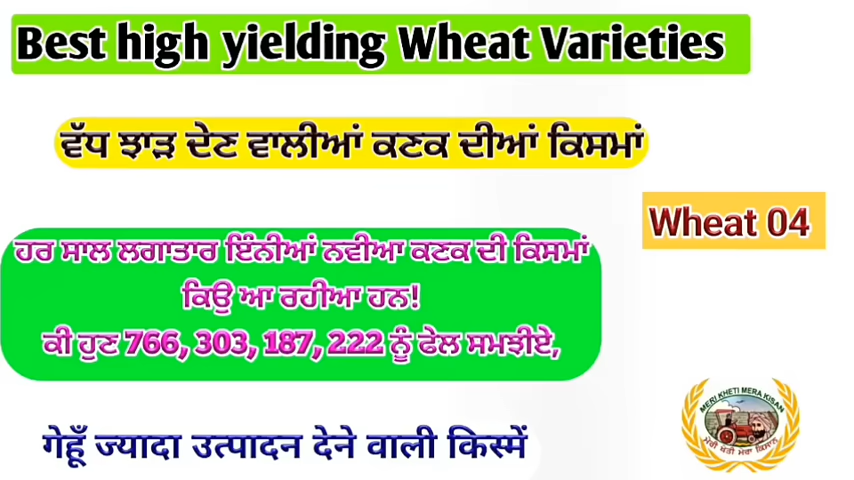 Best high yielding Wheat Varieties
ਵੱਧ ਝਾੜ ਦੇਣ ਵਾਲੀਆਂ ਕਣਕ ਦੀਆਂ ਕਿਸਮਾਂ
Wheat 04
ਹਰ ਸਾਲ ਲਗਾਤਾਰ ਇੰਨੀਆਂ ਨਵੀਆ ਕਣਕ ਦੀ ਕਿਸਮਾਂ
ਕਿਉ ਆ ਰਹੀਆ ਹਨ!
ਕੀ ਹੁਣ 766, 303, 187, 222 ਨੂੰ ਫੇਲ ਸਮਝੀਏ,
MERI KHETI MERA KISAN
ਮੇਰੀ ਖੇਤੀ ਮੇਰਾ ਕਿਸਾਨ
गेहूँ ज्यादा उत्पादन देने वाली किस्में